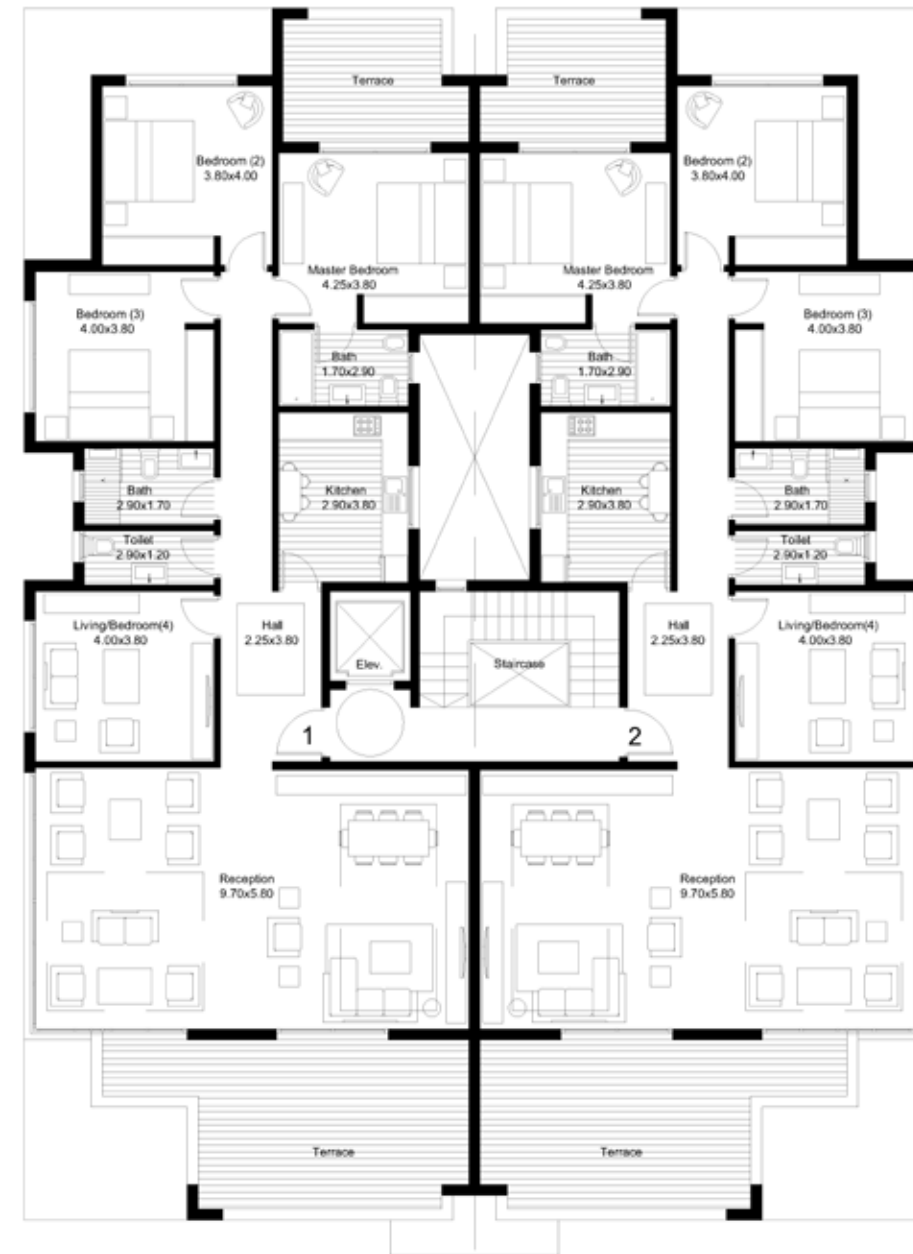 Terrace
Terrace
Bedroom (2)
3.80x4.00
Bedroom (2)
3.80x4.00
Master Bedroom
4.25x3.80
Master Bedroom
4.25x3.80
Bedroom (3)
4.00x3.80
Bedroom (3)
4.00x3.80
Bath
1.70x2.90
Bath
1.70x2.90
Kitchen
2.90x3.80
Kitchen
2.90x3.80
Bath
2.90x1.70
Bath
2.90x1.70
Toilet
2.90x1.20
Toilet
2.90x1.20
Living/Bedroom(4)
4.00x3.80
Hall
2.25x3.80
Elev.
Staircase
Hall
2.25x3.80
Living/Bedroom(4)
4.00x3.80
1
2
Reception
9.70x5.80
Reception
9.70x5.80
Terrace
Terrace